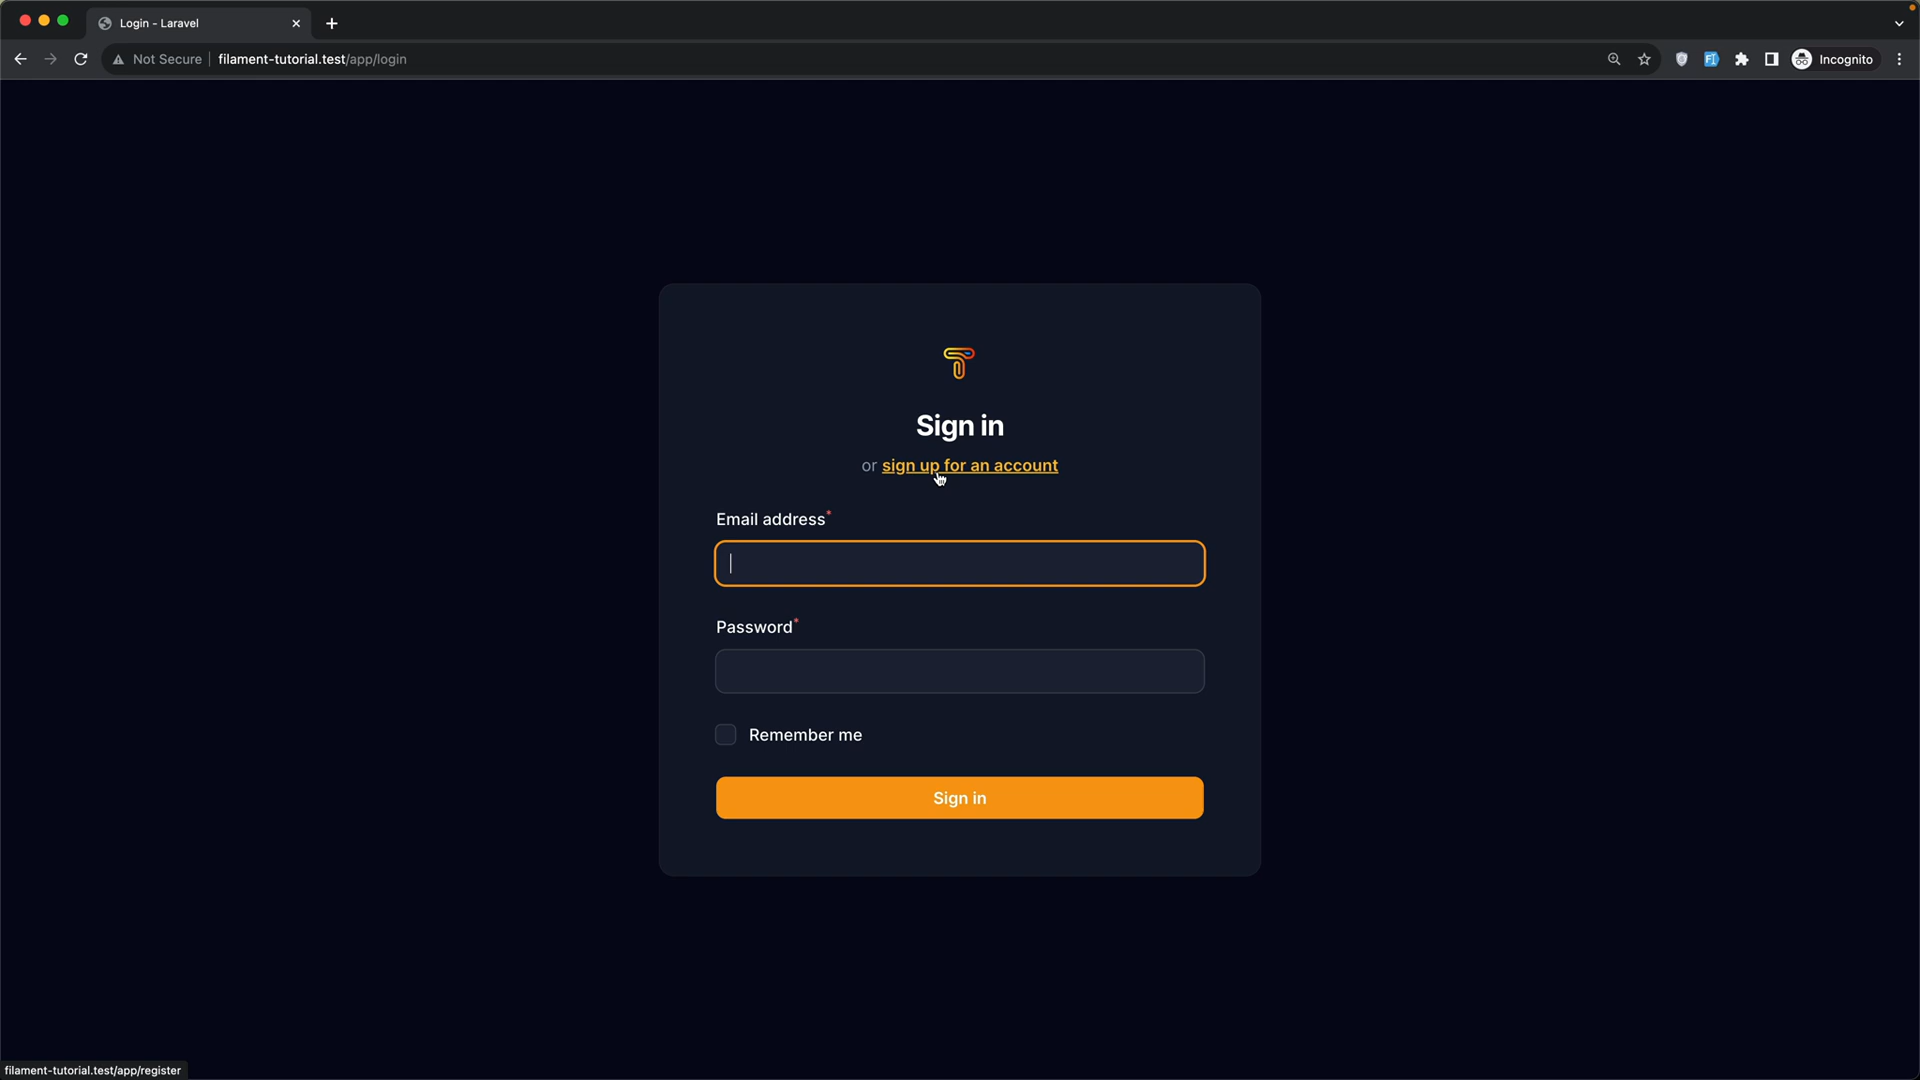 Login - Laravel
Not Secure
filament-tutorial.test/app/login
Incognito
Sign in
or sign up for an account
Email address*
Password*
Remember me
Sign in
filament-tutorial.test/app/register